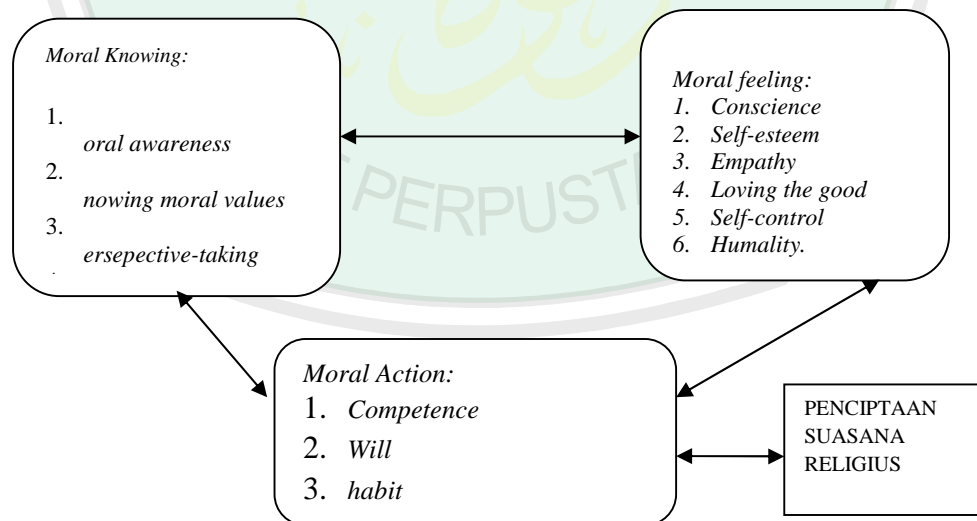 Moral Knowing:
1.
oral awareness
2.
nowing moral values
3.
ersepective-taking
Moral feeling:
1. Conscience
2. Self-esteem
3. Empathy
4. Loving the good
5. Self-control
6. Humality.
PERPUST
Moral Action:
1. Competence
2. Will
3. habit
PENCIPTAAN
SUASANA
RELIGIUS